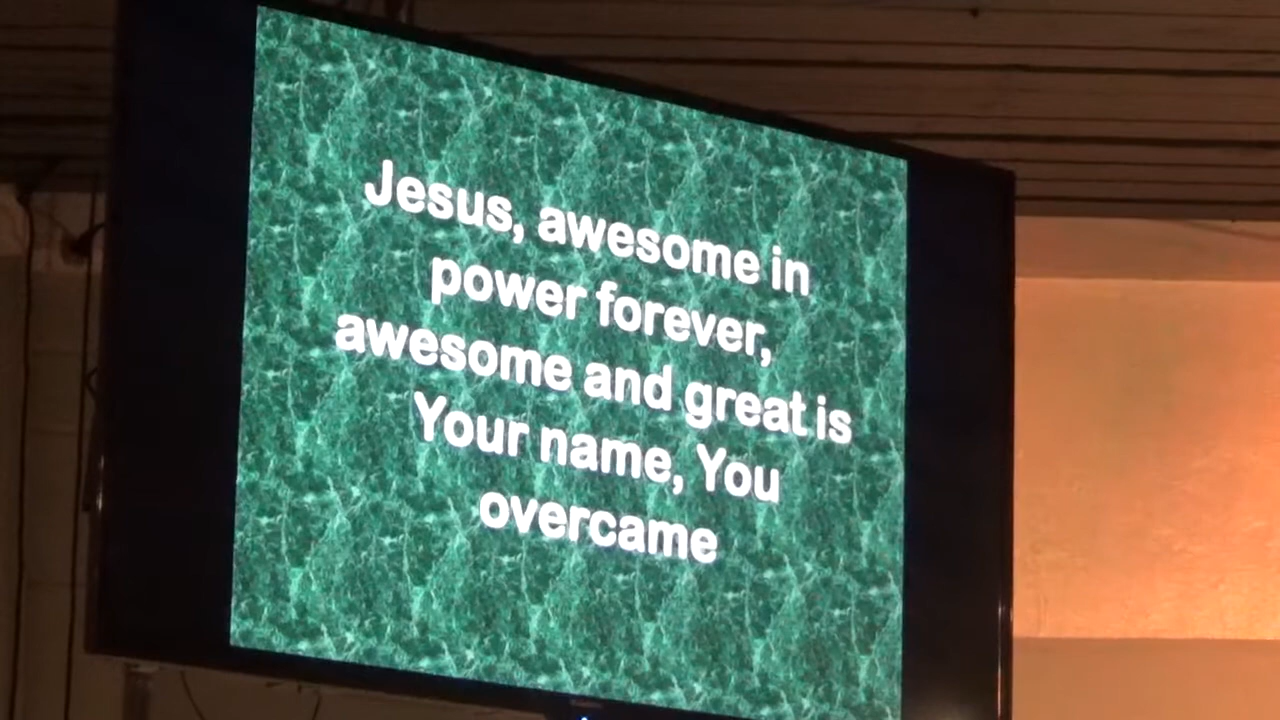 Jesus, awesome in
power forever,
awesome and great is
Your name, You
overcame